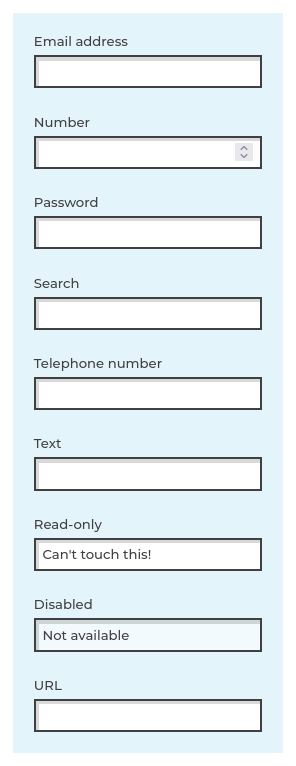 Email address
Number
Password
Search
Telephone number
Text
Read-only
Can't touch this!
Disabled
Not available
URL